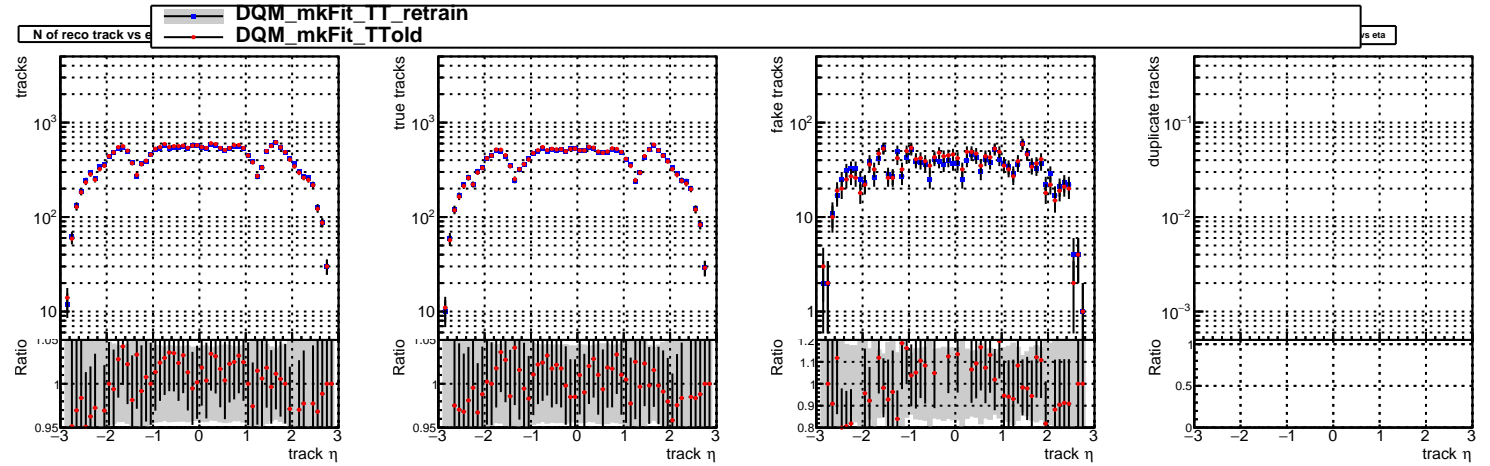 DQM_mkFit_TT_retrain
DQM_mkFit_TTold
N of reco track vs e
vs eta
tracks
10³
10²
10
Ratio
1.05
1
0.95
−3 −2 −1 0 1 2 3
track η
true tracks
10³
10²
10
Ratio
1.05
1
0.95
−3 −2 −1 0 1 2 3
track η
fake tracks
10²
10
1
Ratio
1.2
1.1
1
0.9
0.8
−3 −2 −1 0 1 2 3
track η
duplicate tracks
10⁻¹
10⁻²
10⁻³
Ratio
1
0.5
0
−3 −2 −1 0 1 2 3
track η